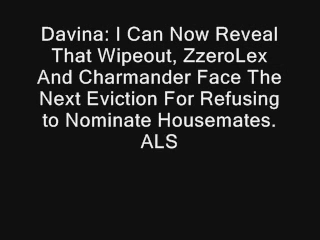 Davina: I Can Now Reveal
That Wipeout, ZzeroLex
And Charmander Face The
Next Eviction For Refusing
to Nominate Housemates.
ALS